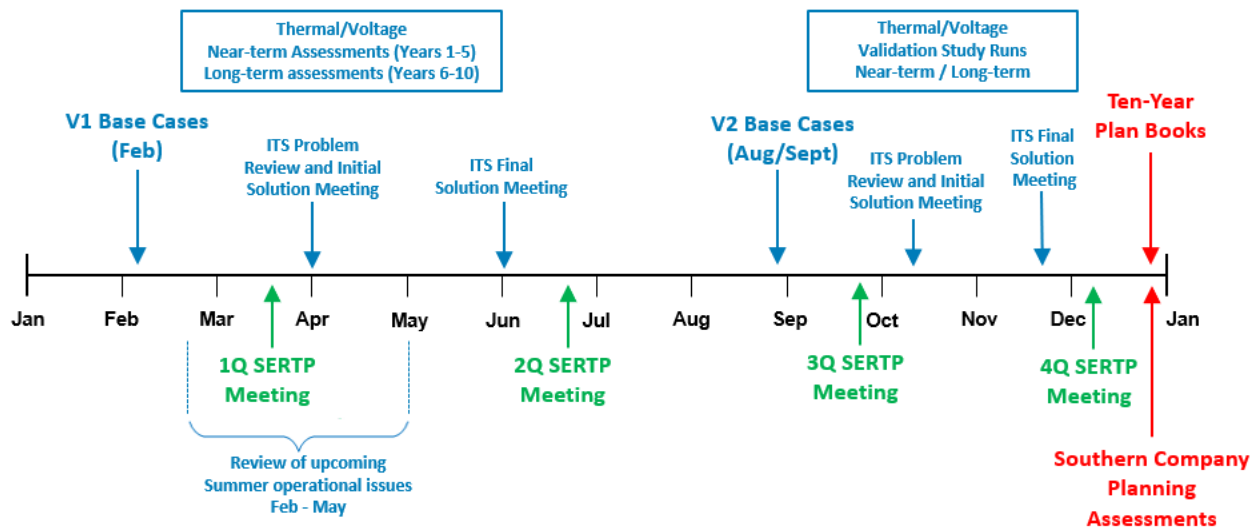 Thermal/Voltage
Near-term Assessments (Years 1-5)
Long-term assessments (Years 6-10)
Thermal/Voltage
Validation Study Runs
Near-term / Long-term
V1 Base Cases
(Feb)
ITS Problem
Review and Initial
Solution Meeting
ITS Final
Solution Meeting
V2 Base Cases
(Aug/Sept)
ITS Problem
Review and Initial
Solution Meeting
ITS Final
Solution
Meeting
Ten-Year
Plan Books
Jan
Feb
Mar
Apr
May
Jun
Jul
Aug
Sep
Oct
Nov
Dec
Jan
1Q SERTP
Meeting
2Q SERTP
Meeting
3Q SERTP
Meeting
4Q SERTP
Meeting
Review of upcoming
Summer operational issues
Feb - May
Southern Company
Planning
Assessments